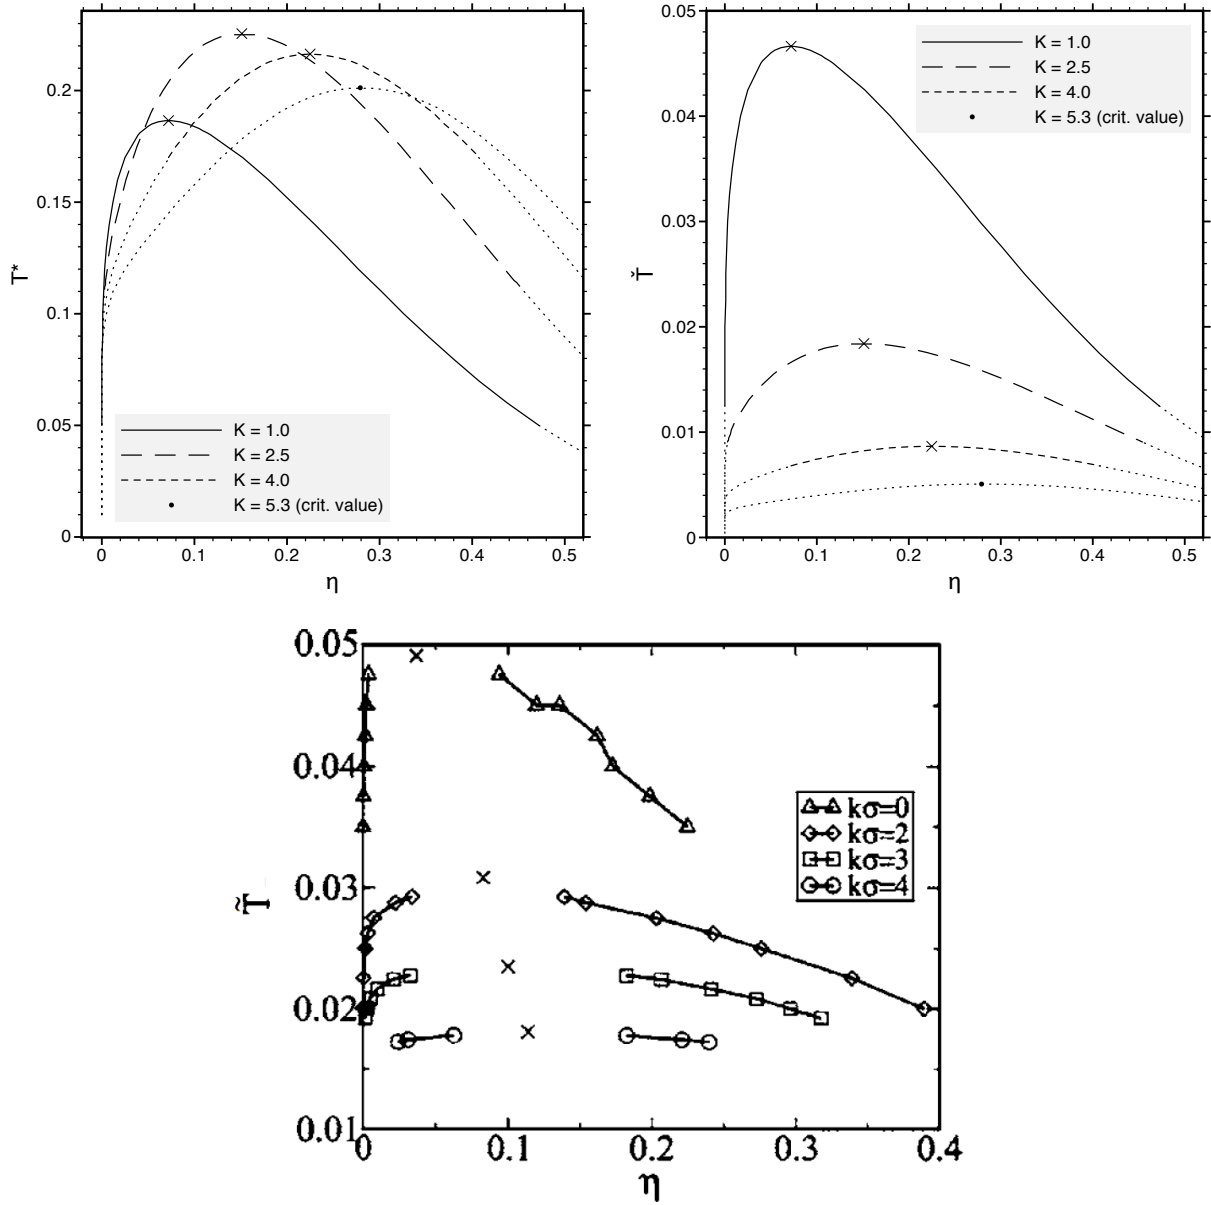 T*
0.2
0.15
0.1
0.05
0
0
0.1
0.2
0.3
0.4
0.5
η
K = 1.0
K = 2.5
K = 4.0
K = 5.3 (crit. value)
Ť
0.05
0.04
0.03
0.02
0.01
0
0
0.1
0.2
0.3
0.4
0.5
η
K = 1.0
K = 2.5
K = 4.0
K = 5.3 (crit. value)
T̃
0.05
0.04
0.03
0.02
0.01
0
0.1
0.2
0.3
0.4
η
kσ=0
kσ=2
kσ=3
kσ=4